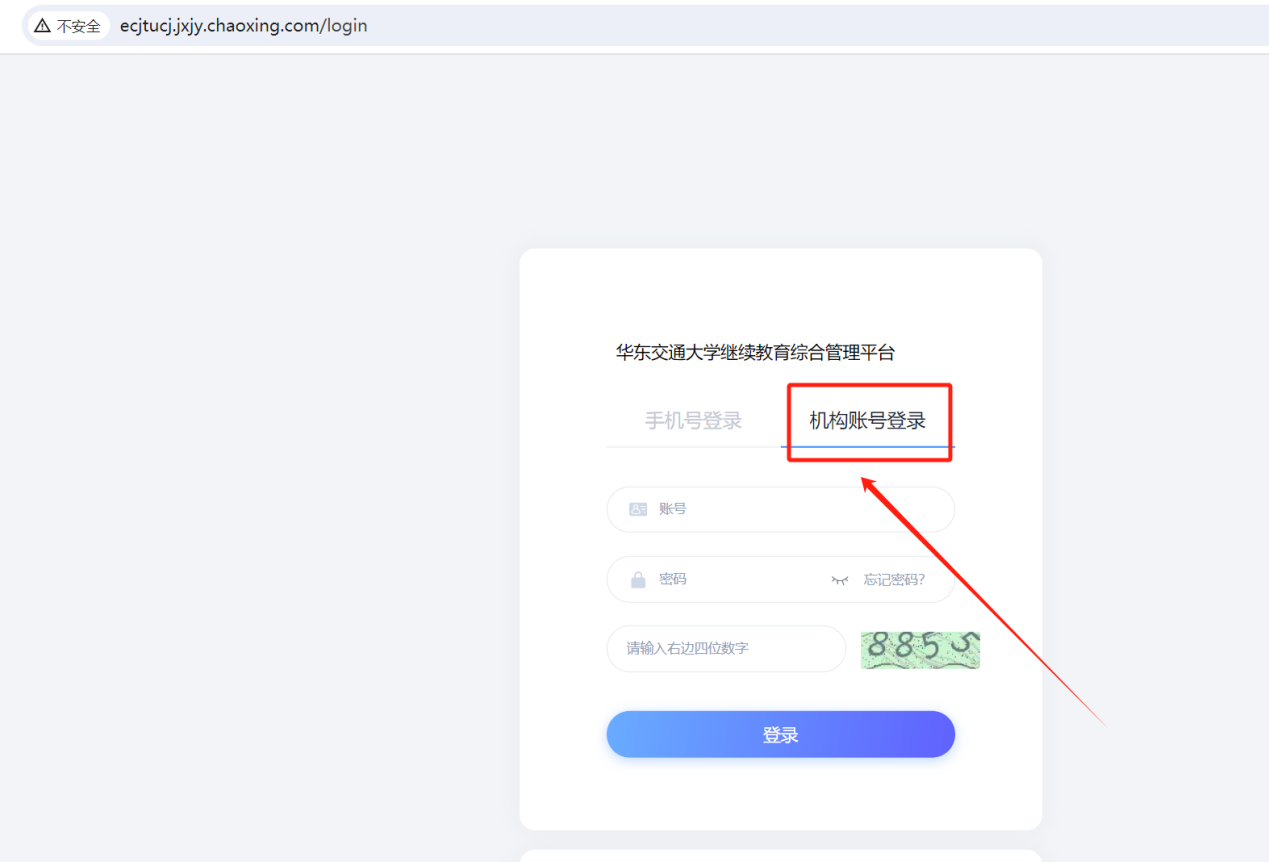 不安全 ecjtucj.jxjy.chaoxing.com/login
华东交通大学继续教育综合管理平台
手机号登录 机构账号登录
账号
密码 忘记密码?
请输入右边四位数字 8855
登录